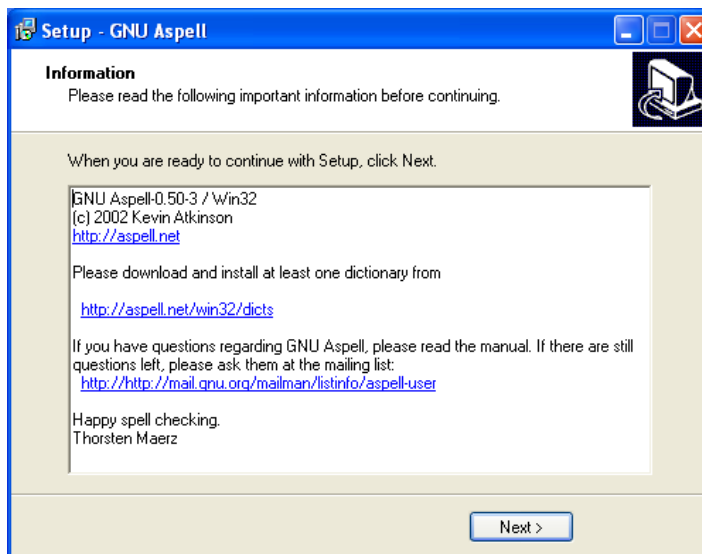 Setup - GNU Aspell
Information
Please read the following important information before continuing.
When you are ready to continue with Setup, click Next.
GNU Aspell-0.50-3 / Win32
(c) 2002 Kevin Atkinson
http://aspell.net
Please download and install at least one dictionary from
http://aspell.net/win32/dicts
If you have questions regarding GNU Aspell, please read the manual. If there are still
questions left, please ask them at the mailing list:
http://http://mail.gnu.org/mailman/listinfo/aspell-user
Happy spell checking.
Thorsten Maerz
Next >